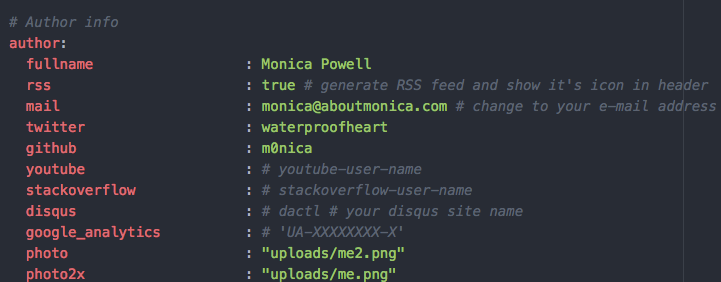 # Author info
author:
fullname : Monica Powell
rss : true # generate RSS feed and show it's icon in header
mail : monica@aboutmonica.com # change to your e-mail address
twitter : waterproofheart
github : m0nica
youtube : # youtube-user-name
stackoverflow : # stackoverflow-user-name
disqus : # dactl # your disqus site name
google_analytics : # 'UA-XXXXXXXX-X'
photo : "uploads/me2.png"
photo2x : "uploads/me.png"